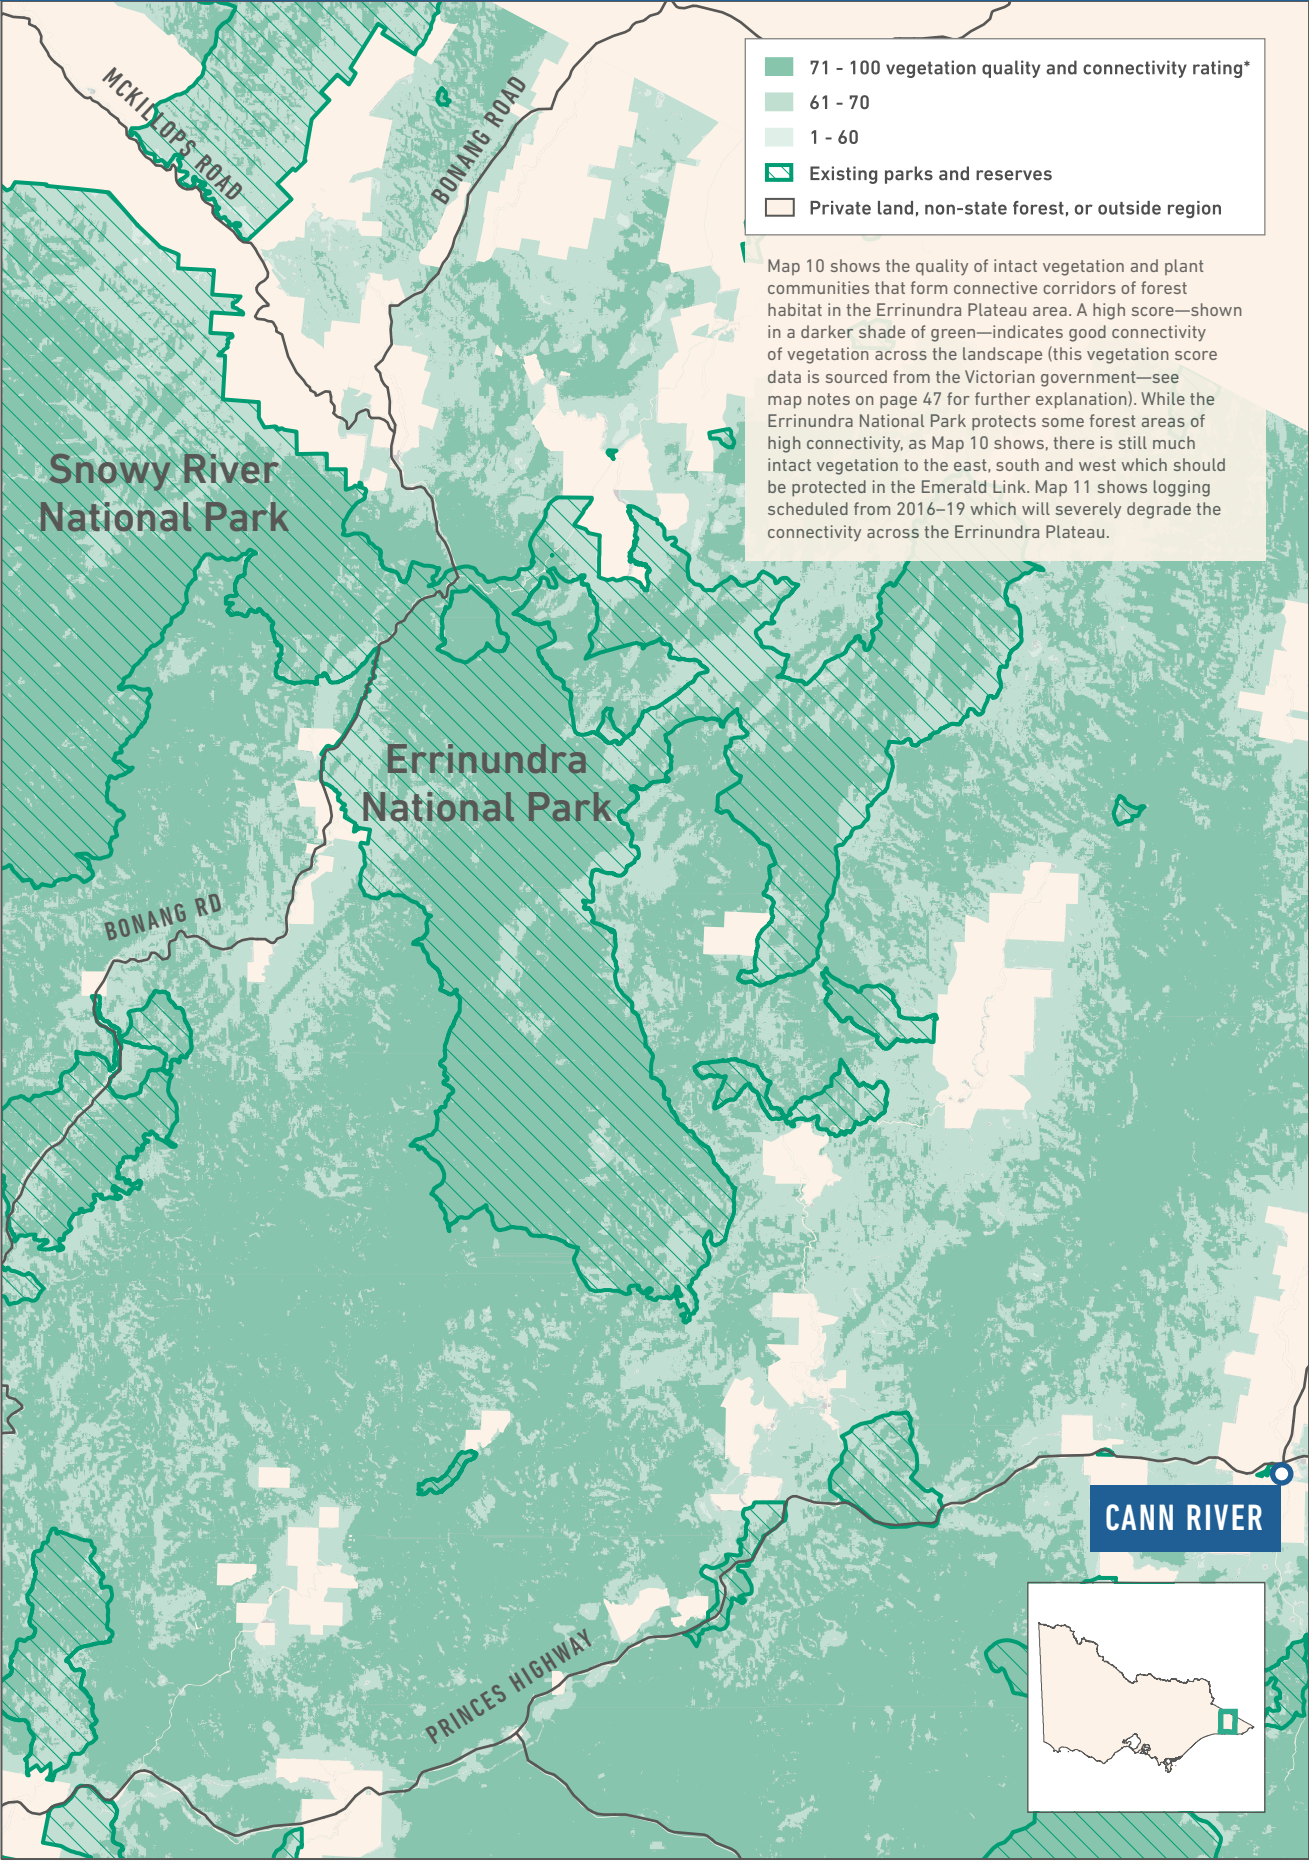 71 - 100 vegetation quality and connectivity rating*
61 - 70
1 - 60
Existing parks and reserves
Private land, non-state forest, or outside region
Map 10 shows the quality of intact vegetation and plant
communities that form connective corridors of forest
habitat in the Errinundra Plateau area. A high score—shown
in a darker shade of green—indicates good connectivity
of vegetation across the landscape (this vegetation score
data is sourced from the Victorian government—see
map notes on page 47 for further explanation). While the
Errinundra National Park protects some forest areas of
high connectivity, as Map 10 shows, there is still much
intact vegetation to the east, south and west which should
be protected in the Emerald Link. Map 11 shows logging
scheduled from 2016–19 which will severely degrade the
connectivity across the Errinundra Plateau.
MCKILLOPS ROAD
BONANG ROAD
Snowy River
National Park
Errinundra
National Park
BONANG RD
CANN RIVER
PRINCES HIGHWAY